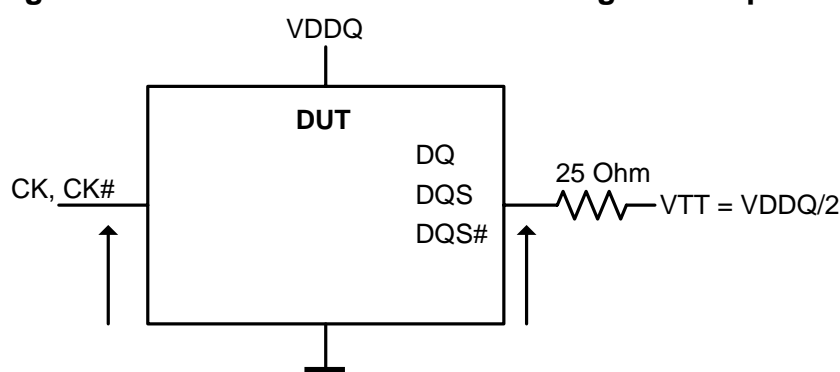 VDDQ
DUT
DQ
CK, CK#
DQS
DQS#
25 Ohm
VTT = VDDQ/2